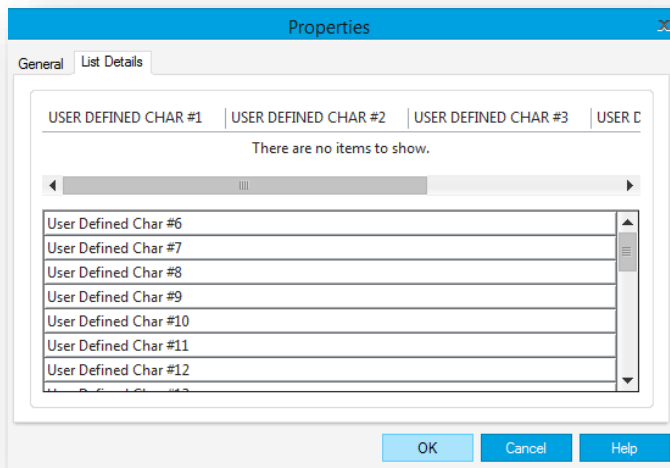 Properties
General List Details
USER DEFINED CHAR #1 USER DEFINED CHAR #2 USER DEFINED CHAR #3 USER D
There are no items to show.
User Defined Char #6
User Defined Char #7
User Defined Char #8
User Defined Char #9
User Defined Char #10
User Defined Char #11
User Defined Char #12
OK Cancel Help